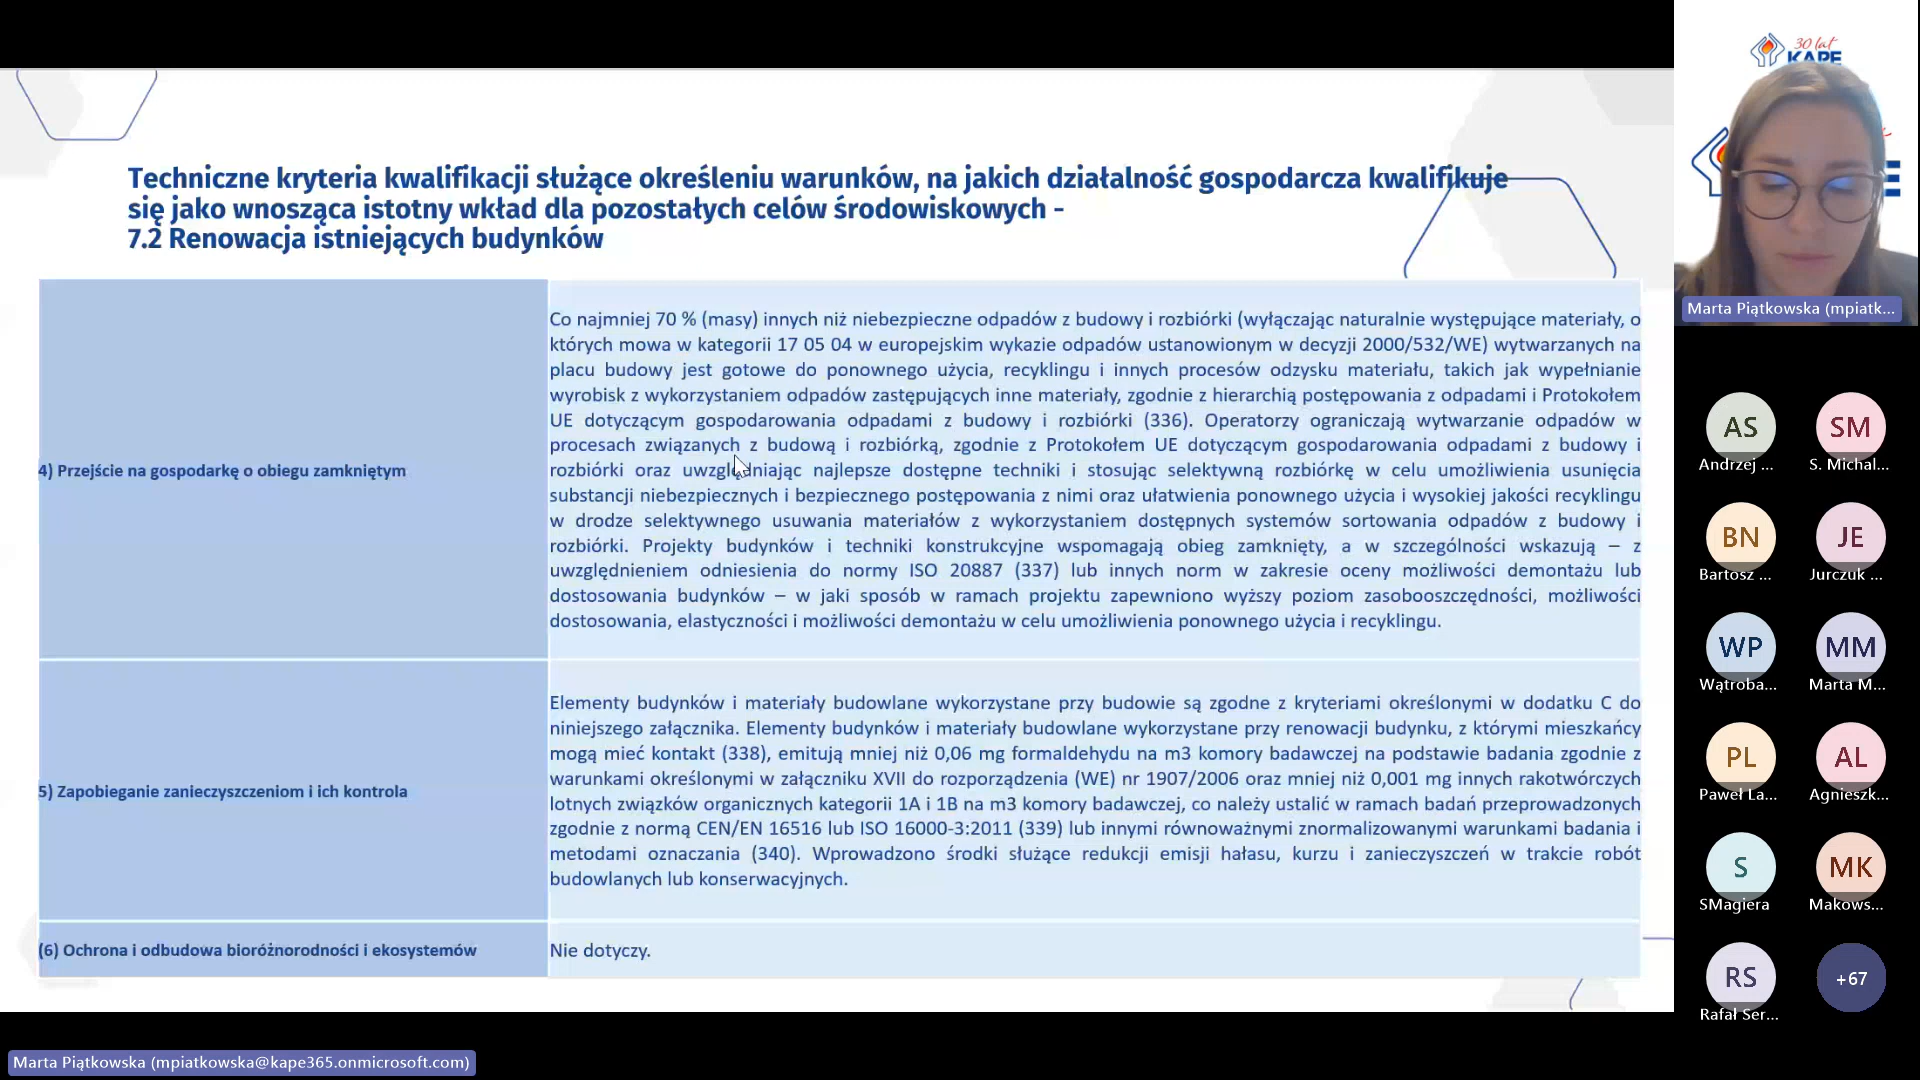 30 lat
KAPE
Techniczne kryteria kwalifikacji służące określeniu warunków, na jakich działalność gospodarcza kwalifikuje
się jako wnosząca istotny wkład dla pozostałych celów środowiskowych -
7.2 Renowacja istniejących budynków
4) Przejście na gospodarkę o obiegu zamkniętym
Co najmniej 70 % (masy) innych niż niebezpieczne odpadów z budowy i rozbiórki (wyłączając naturalnie występujące materiały, o
których mowa w kategorii 17 05 04 w europejskim wykazie odpadów ustanowionym w decyzji 2000/532/WE) wytwarzanych na
placu budowy jest gotowe do ponownego użycia, recyklingu i innych procesów odzysku materiału, takich jak wypełnianie
wyrobisk z wykorzystaniem odpadów zastępujących inne materiały, zgodnie z hierarchią postępowania z odpadami i Protokołem
UE dotyczącym gospodarowania odpadami z budowy i rozbiórki (336). Operatorzy ograniczają wytwarzanie odpadów w
procesach związanych z budową i rozbiórką, zgodnie z Protokołem UE dotyczącym gospodarowania odpadami z budowy i
rozbiórki oraz uwzględniając najlepsze dostępne techniki i stosując selektywną rozbiórkę w celu umożliwienia usunięcia
substancji niebezpiecznych i bezpiecznego postępowania z nimi oraz ułatwienia ponownego użycia i wysokiej jakości recyklingu
w drodze selektywnego usuwania materiałów z wykorzystaniem dostępnych systemów sortowania odpadów z budowy i
rozbiórki. Projekty budynków i techniki konstrukcyjne wspomagają obieg zamknięty, a w szczególności wskazują – z
uwzględnieniem odniesienia do normy ISO 20887 (337) lub innych norm w zakresie oceny możliwości demontażu lub
dostosowania budynków – w jaki sposób w ramach projektu zapewniono wyższy poziom zasobooszczędności, możliwości
dostosowania, elastyczności i możliwości demontażu w celu umożliwienia ponownego użycia i recyklingu.
5) Zapobieganie zanieczyszczeniom i ich kontrola
Elementy budynków i materiały budowlane wykorzystane przy budowie są zgodne z kryteriami określonymi w dodatku C do
niniejszego załącznika. Elementy budynków i materiały budowlane wykorzystane przy renowacji budynku, z którymi mieszkańcy
mogą mieć kontakt (338), emitują mniej niż 0,06 mg formaldehydu na m3 komory badawczej na podstawie badania zgodnie z
warunkami określonymi w załączniku XVII do rozporządzenia (WE) nr 1907/2006 oraz mniej niż 0,001 mg innych rakotwórczych
lotnych związków organicznych kategorii 1A i 1B na m3 komory badawczej, co należy ustalić w ramach badań przeprowadzonych
zgodnie z normą CEN/EN 16516 lub ISO 16000-3:2011 (339) lub innymi równoważnymi znormalizowanymi warunkami badania i
metodami oznaczania (340). Wprowadzono środki służące redukcji emisji hałasu, kurzu i zanieczyszczeń w trakcie robót
budowlanych lub konserwacyjnych.
(6) Ochrona i odbudowa bioróżnorodności i ekosystemów
Nie dotyczy.
Marta Piątkowska (mpiatk...
AS
Andrzej ...
SM
S. Michal...
BN
Bartosz ...
JE
Jurczuk ...
WP
Wątroba...
MM
Marta M...
PL
Paweł La...
AL
Agnieszk...
S
SMagiera
MK
Makows...
RS
Rafał Ser...
+67
Marta Piątkowska (mpiatkowska@kape365.onmicrosoft.com)